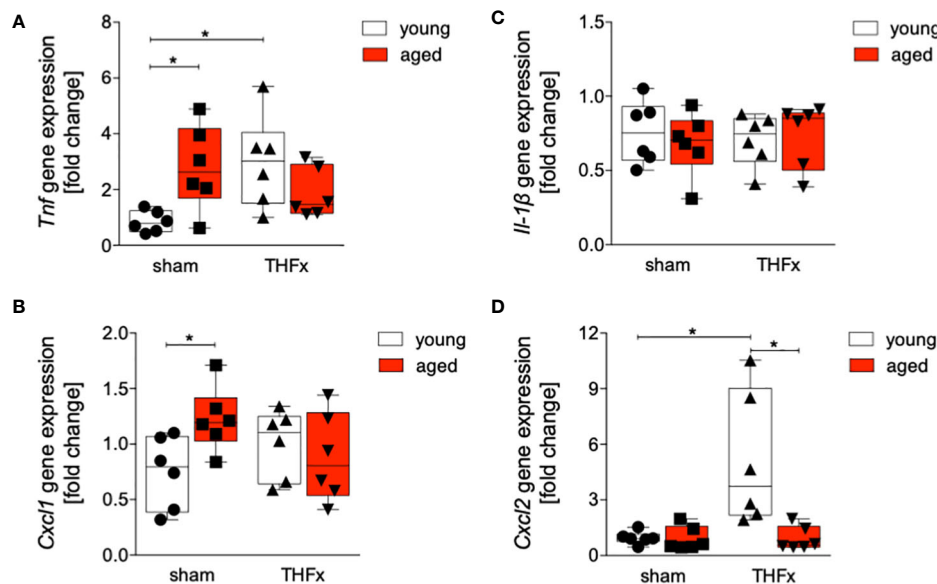 A
Tnf gene expression
[fold change]
8
6
4
2
0
*
*
sham
THFx
young
aged
C
Il-1β gene expression
[fold change]
1.5
1.0
0.5
0.0
sham
THFx
young
aged
B
Cxcl1 gene expression
[fold change]
2.0
1.5
1.0
0.5
0.0
*
sham
THFx
young
aged
D
Cxcl2 gene expression
[fold change]
12
9
6
3
0
*
*
sham
THFx
young
aged